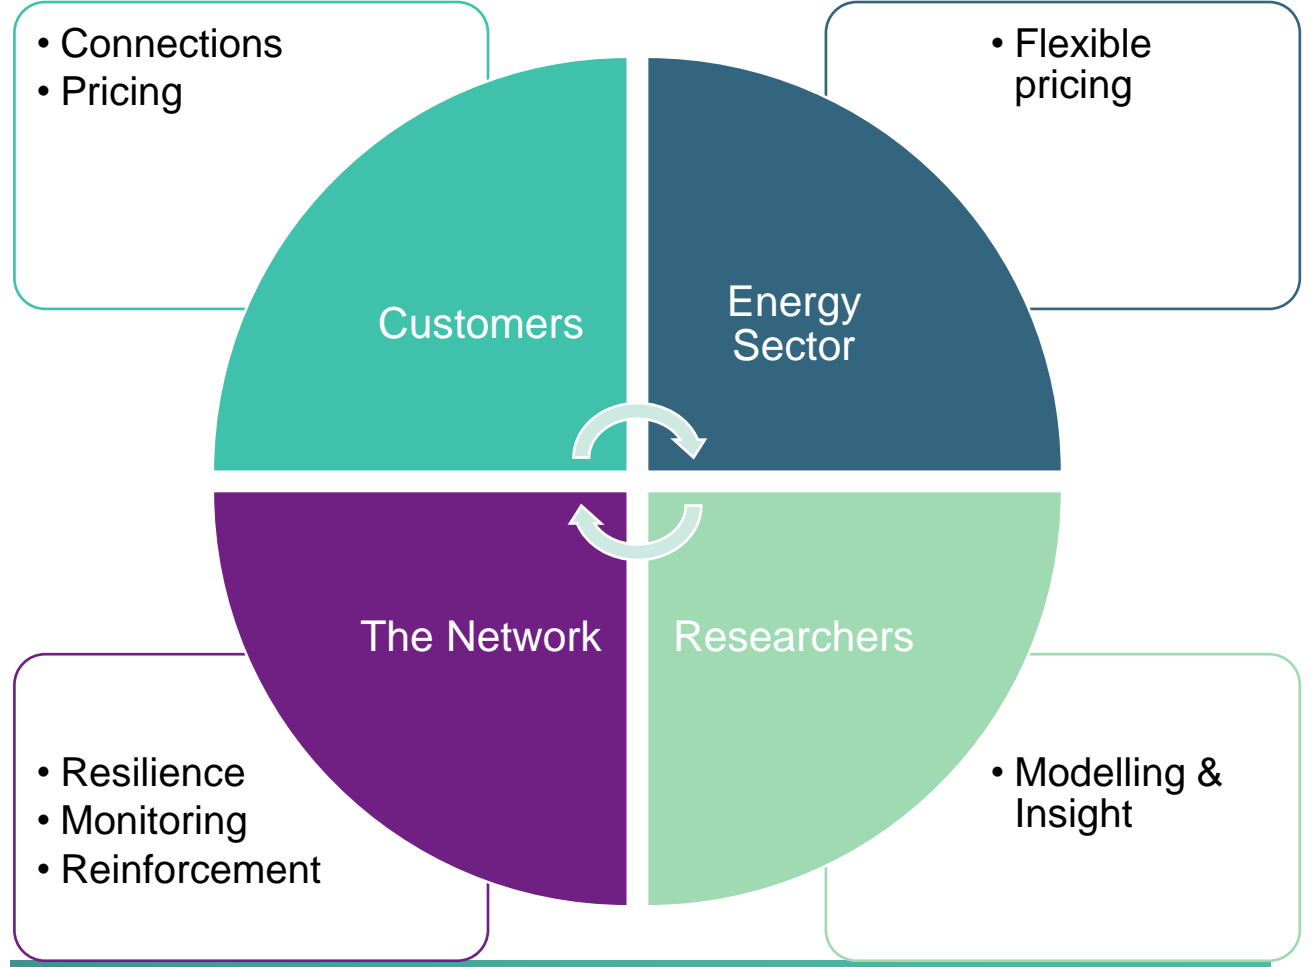 • Connections
• Pricing
• Flexible
pricing
Customers
Energy
Sector
The Network
Researchers
• Resilience
• Monitoring
• Reinforcement
• Modelling &
Insight